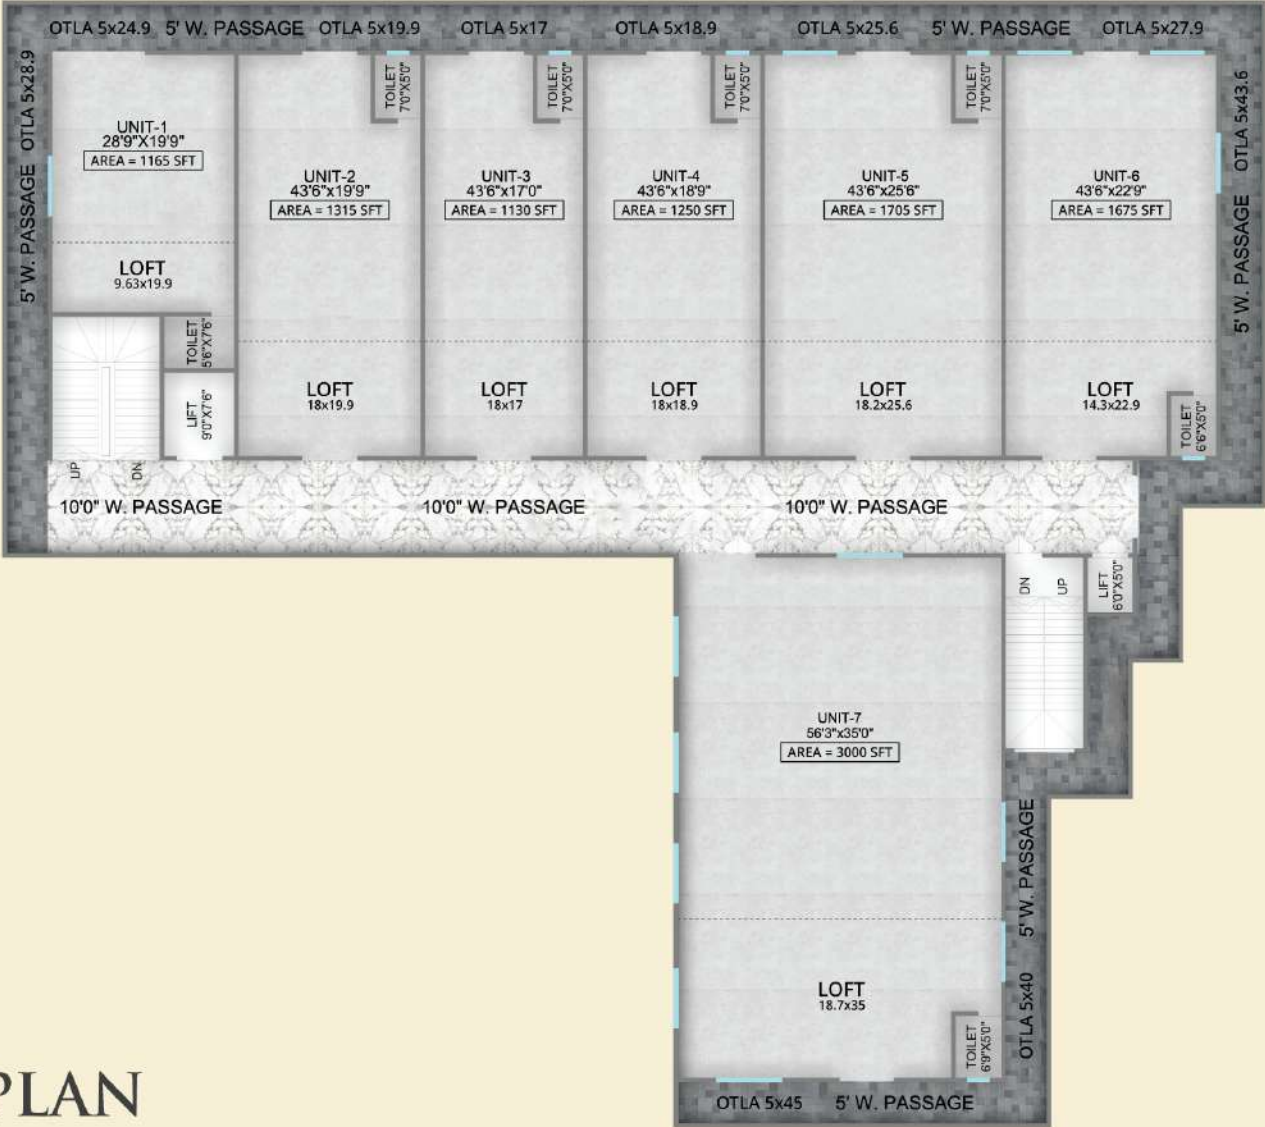 OTLA 5x24.9 5' W. PASSAGE OTLA 5x19.9 OTLA 5x17 OTLA 5x18.9 OTLA 5x25.6 5' W. PASSAGE OTLA 5x27.9
OTLA 5x28.9
5' W. PASSAGE
UNIT-1
28'9"X19'9"
AREA = 1165 SFT
LOFT
9.63x19.9
TOILET
5'6"X7'6"
LIFT
9'0"X7'6"
UP
DN
TOILET
7'0"X5'0"
UNIT-2
43'6"x19'9"
AREA = 1315 SFT
LOFT
18x19.9
TOILET
7'0"X5'0"
UNIT-3
43'6"x17'0"
AREA = 1130 SFT
LOFT
18x17
TOILET
7'0"X5'0"
UNIT-4
43'6"x18'9"
AREA = 1250 SFT
LOFT
18x18.9
TOILET
7'0"X5'0"
UNIT-5
43'6"x25'6"
AREA = 1705 SFT
LOFT
18.2x25.6
UNIT-6
43'6"x22'9"
AREA = 1675 SFT
LOFT
14.3x22.9
TOILET
6'6"X5'0"
OTLA 5x43.6
5' W. PASSAGE
10'0" W. PASSAGE 10'0" W. PASSAGE 10'0" W. PASSAGE
DN
UP
LIFT
6'0"X5'0"
UNIT-7
56'3"x35'0"
AREA = 3000 SFT
LOFT
18.7x35
TOILET
6'9"X5'0"
5' W. PASSAGE
OTLA 5x40
OTLA 5x45 5' W. PASSAGE
PLAN